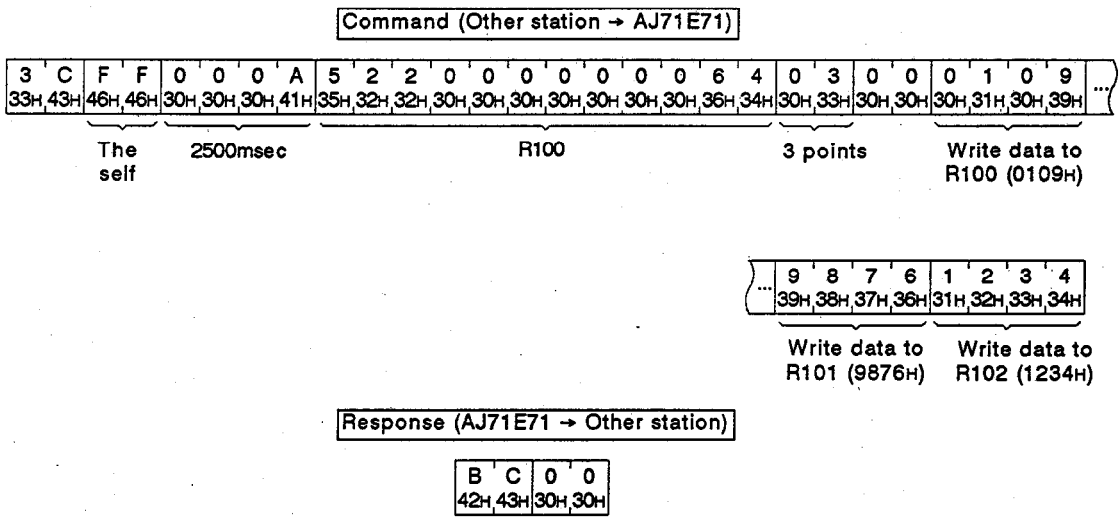 Command (Other station → AJ71E71)
3 C F F 0 0 0 A 5 2 2 0 0 0 0 0 0 0 6 4 0 3 0 0 0 1 0 9 ...
33H 43H 46H 46H 30H 30H 30H 41H 35H 32H 32H 30H 30H 30H 30H 30H 30H 30H 36H 34H 30H 33H 30H 30H 30H 31H 30H 39H
The self 2500msec R100 3 points Write data to
R100 (0109H)
... 9 8 7 6 1 2 3 4
39H 38H 37H 36H 31H 32H 33H 34H
Write data to Write data to
R101 (9876H) R102 (1234H)
Response (AJ71E71 → Other station)
B C 0 0
42H 43H 30H 30H